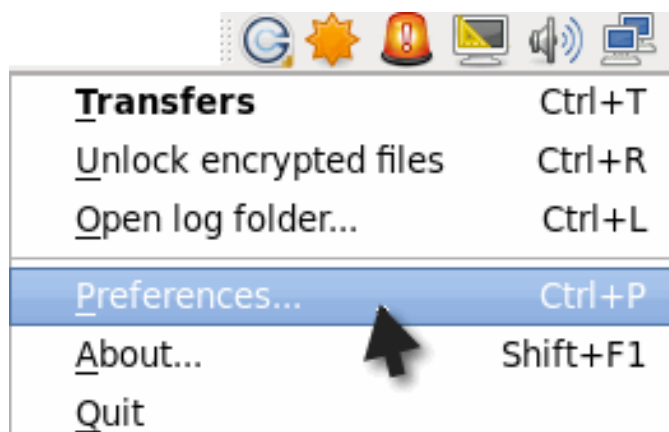 Transfers Ctrl+T
Unlock encrypted files Ctrl+R
Open log folder... Ctrl+L
Preferences... Ctrl+P
About... Shift+F1
Quit